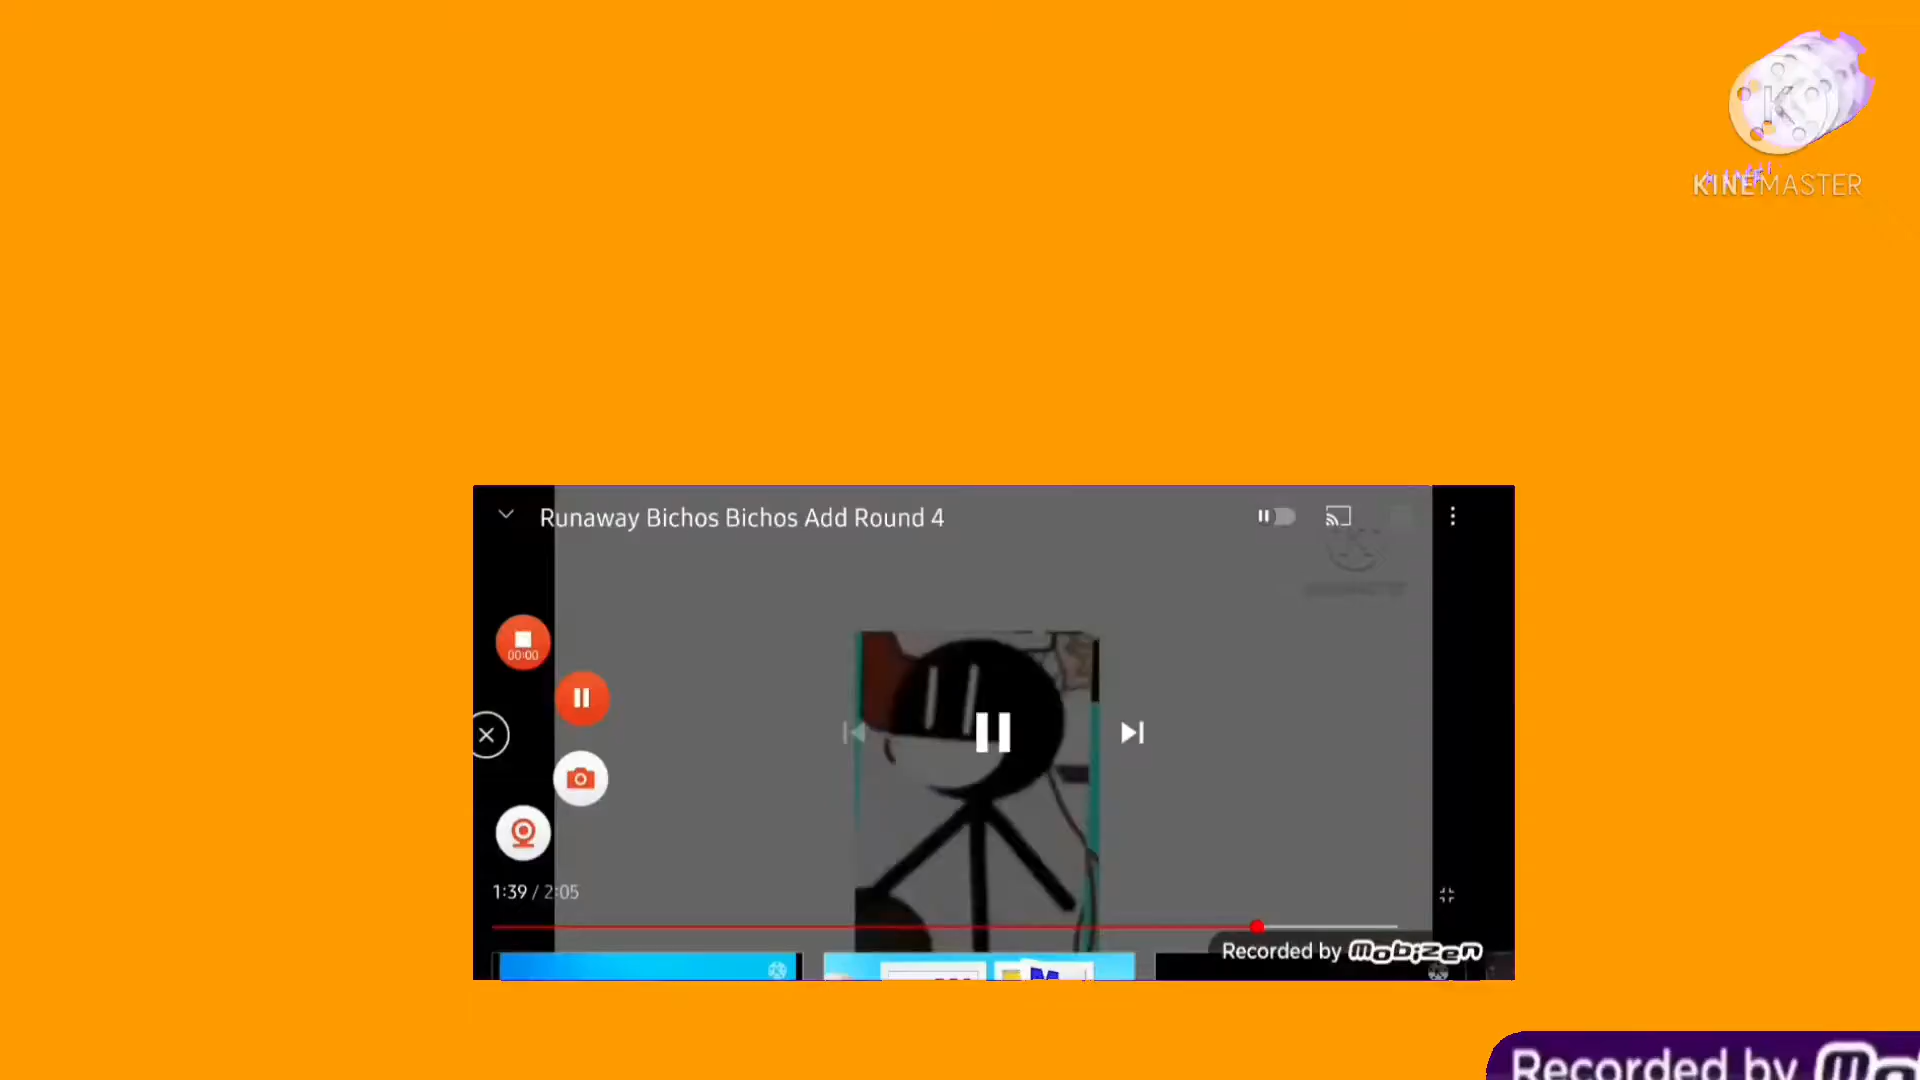 KINEMASTER
Runaway Bichos Bichos Add Round 4
00:00
1:39 / 2:05
Recorded by mobizen
Recorded by